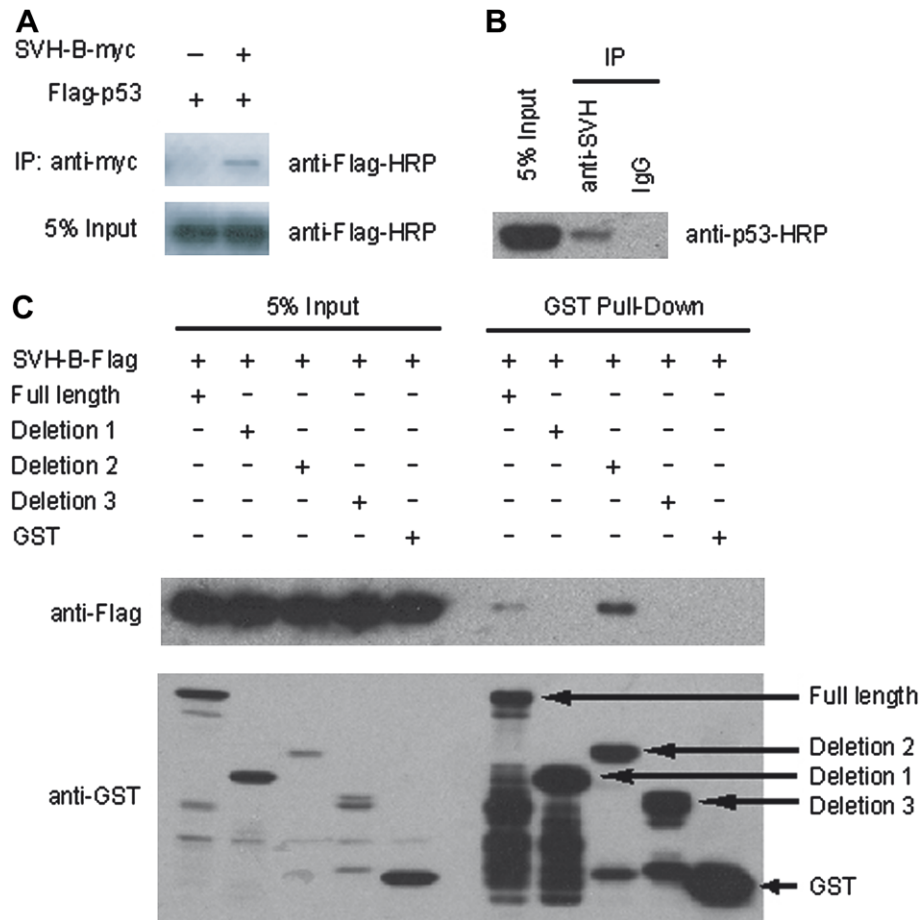 A
SVH-B-myc – +
Flag-p53 + +
IP: anti-myc anti-Flag-HRP
5% Input anti-Flag-HRP
B
IP
5% Input anti-SVH IgG
anti-p53-HRP
C
5% Input GST Pull-Down
SVH-B-Flag + + + + + + + + + +
Full length + - - - - + - - - -
Deletion 1 - + - - - - + - - -
Deletion 2 - - + - - - - + - -
Deletion 3 - - - + - - - - + -
GST - - - - + - - - - +
anti-Flag
anti-GST
Full length
Deletion 2
Deletion 1
Deletion 3
GST